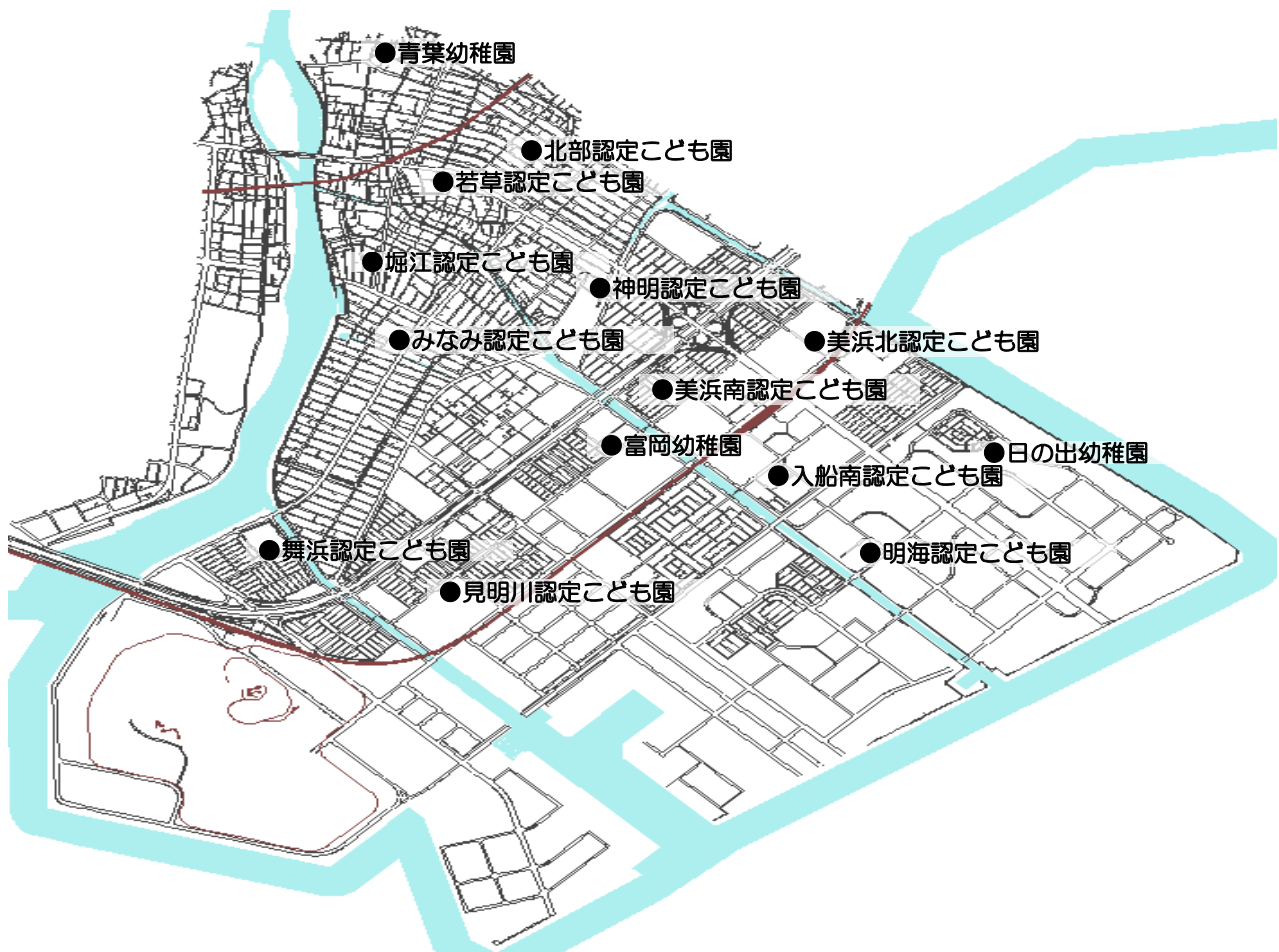 ●青葉幼稚園
●北部認定こども園
●若草認定こども園
●堀江認定こども園
●神明認定こども園
●みなみ認定こども園
●美浜北認定こども園
●美浜南認定こども園
●富岡幼稚園
●日の出幼稚園
●入船南認定こども園
●舞浜認定こども園
●明海認定こども園
●見明川認定こども園